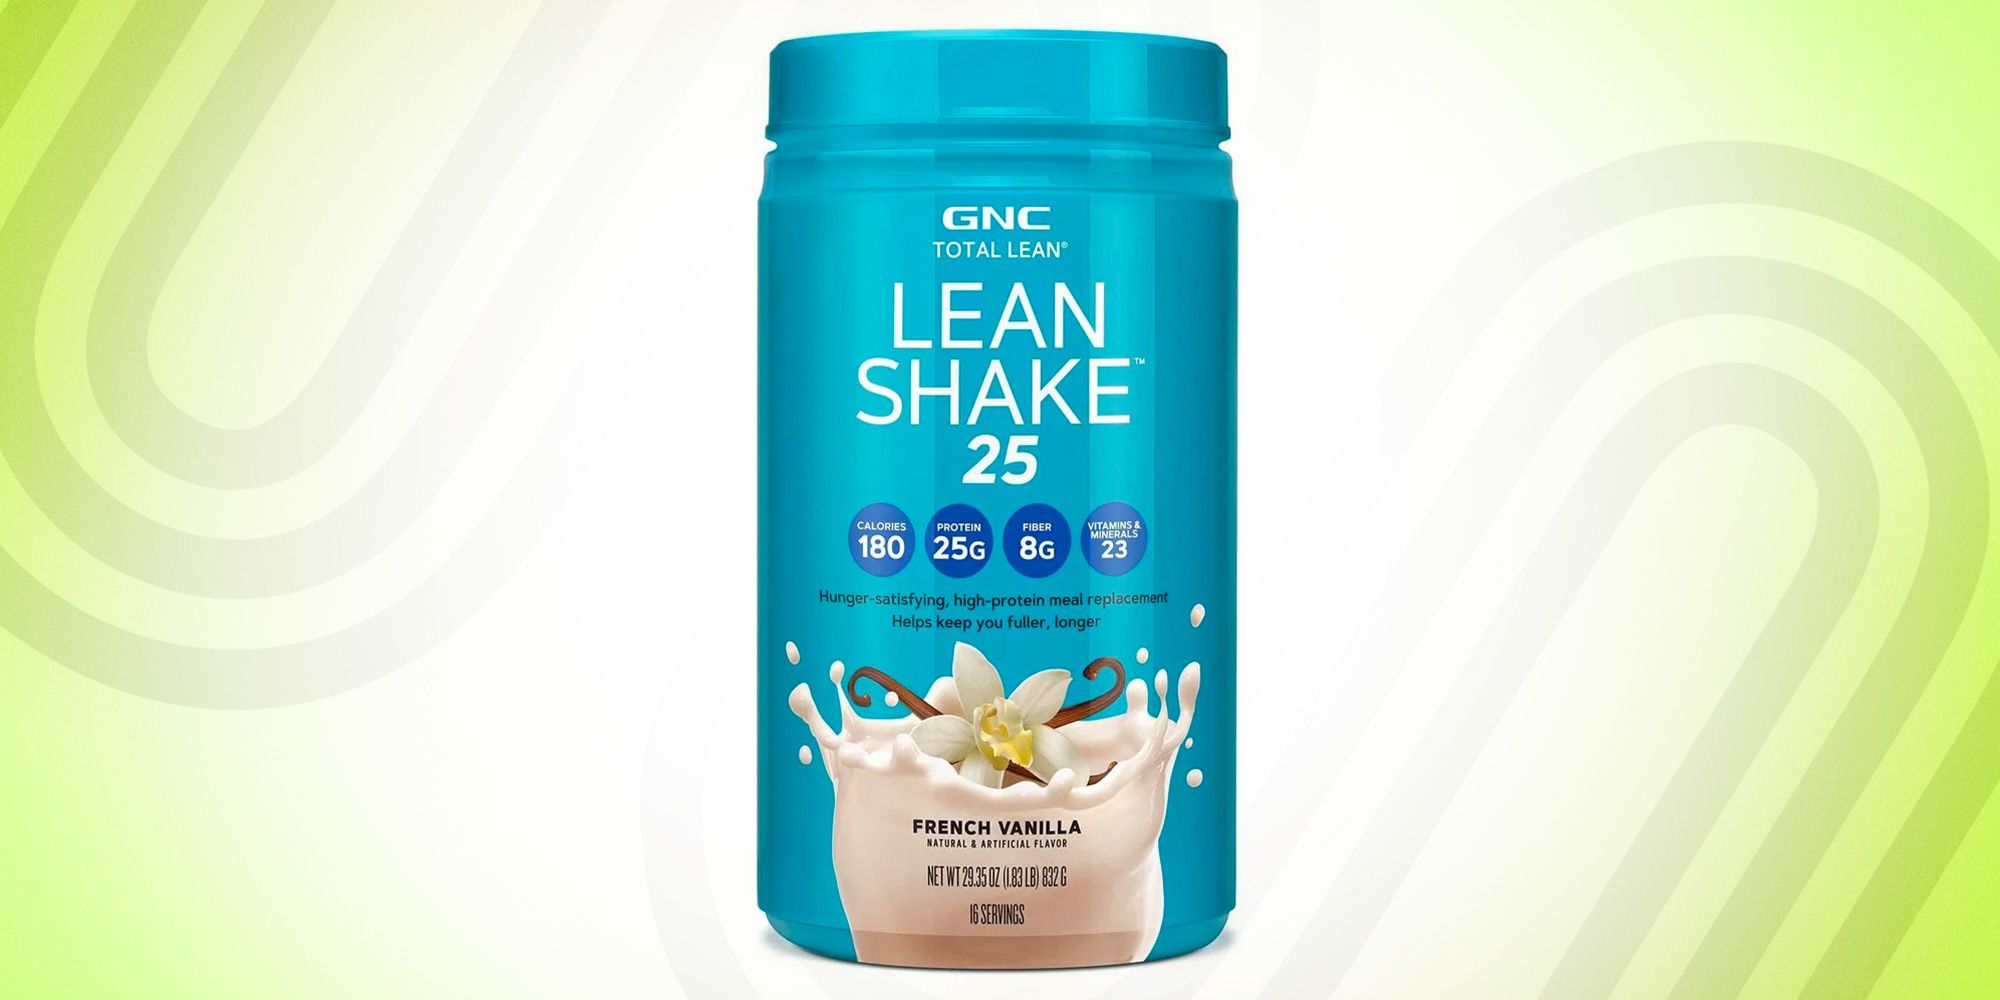 GNC
TOTAL LEAN®
LEAN
SHAKE™
25
CALORIES
180
PROTEIN
25G
FIBER
8G
VITAMINS &
MINERALS
23
Hunger-satisfying, high-protein meal replacement
Helps keep you fuller, longer
FRENCH VANILLA
NATURAL & ARTIFICIAL FLAVOR
NET WT 29.35 OZ (1.83 LB) 832 G
16 SERVINGS